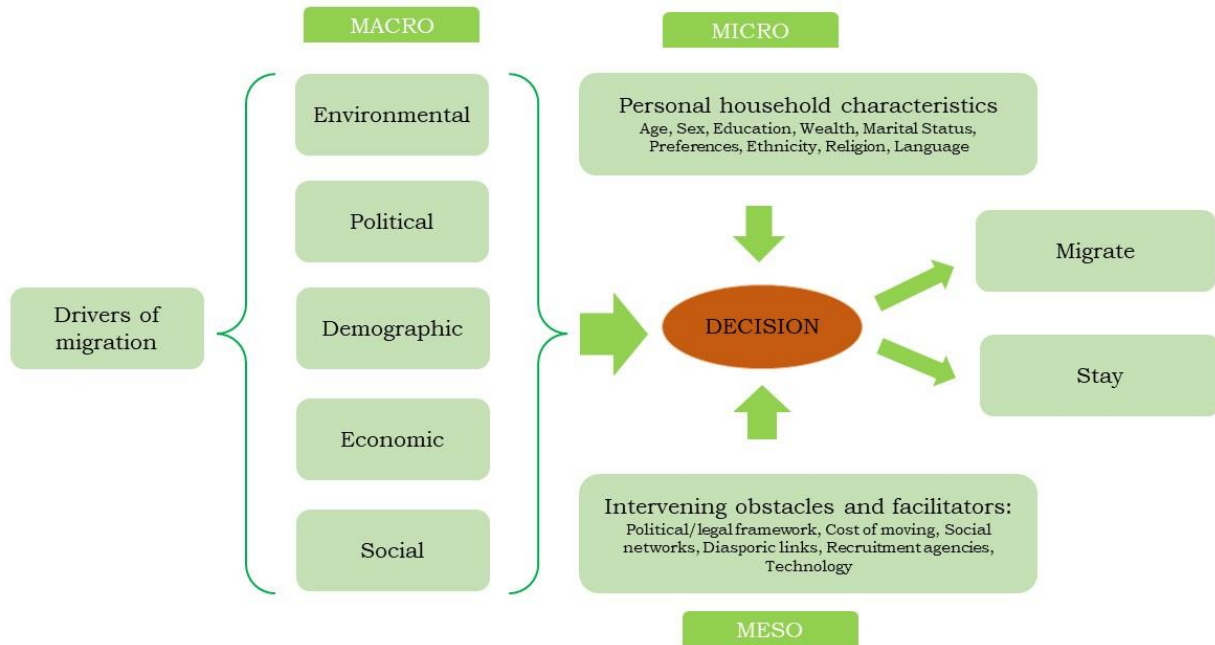 MACRO
MICRO
Environmental
Political
Drivers of
migration
Demographic
Economic
Social
Personal household characteristics
Age, Sex, Education, Wealth, Marital Status,
Preferences, Ethnicity, Religion, Language
DECISION
Migrate
Stay
Intervening obstacles and facilitators:
Political/legal framework, Cost of moving, Social
networks, Diasporic links, Recruitment agencies,
Technology
MESO